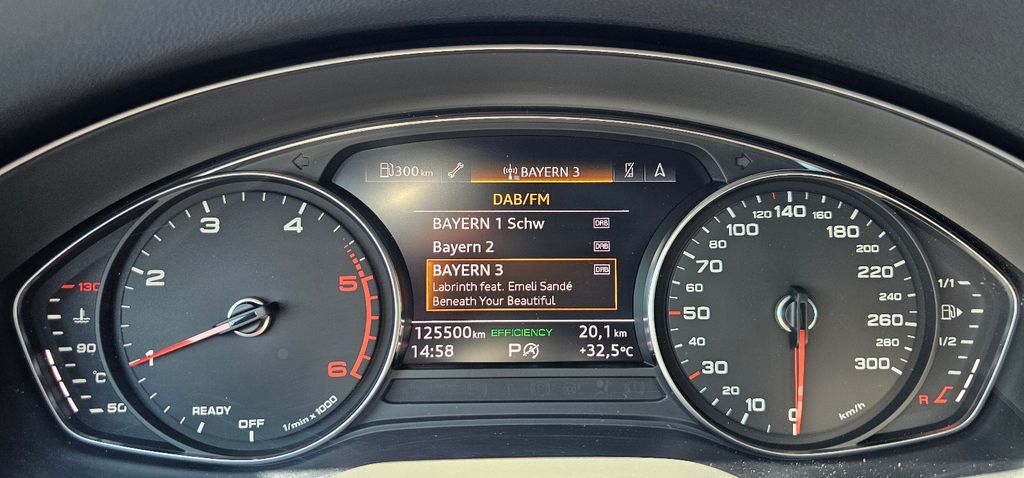 300 km BAYERN 3
DAB/FM
BAYERN 1 Schw DAB
Bayern 2 DAB
BAYERN 3 DAB
Labrinth feat. Emeli Sandé
Beneath Your Beautiful
125500 km EFFICIENCY 20,1 km
14:58 P A +32,5°C
1 2 3 4 5 6
READY
OFF
1/min x 1000
130
90
°C
50
0 10 20 30 50 70 80 100 120 140 160 180 200 220 240 260 280 300
km/h
1/1
1/2
R